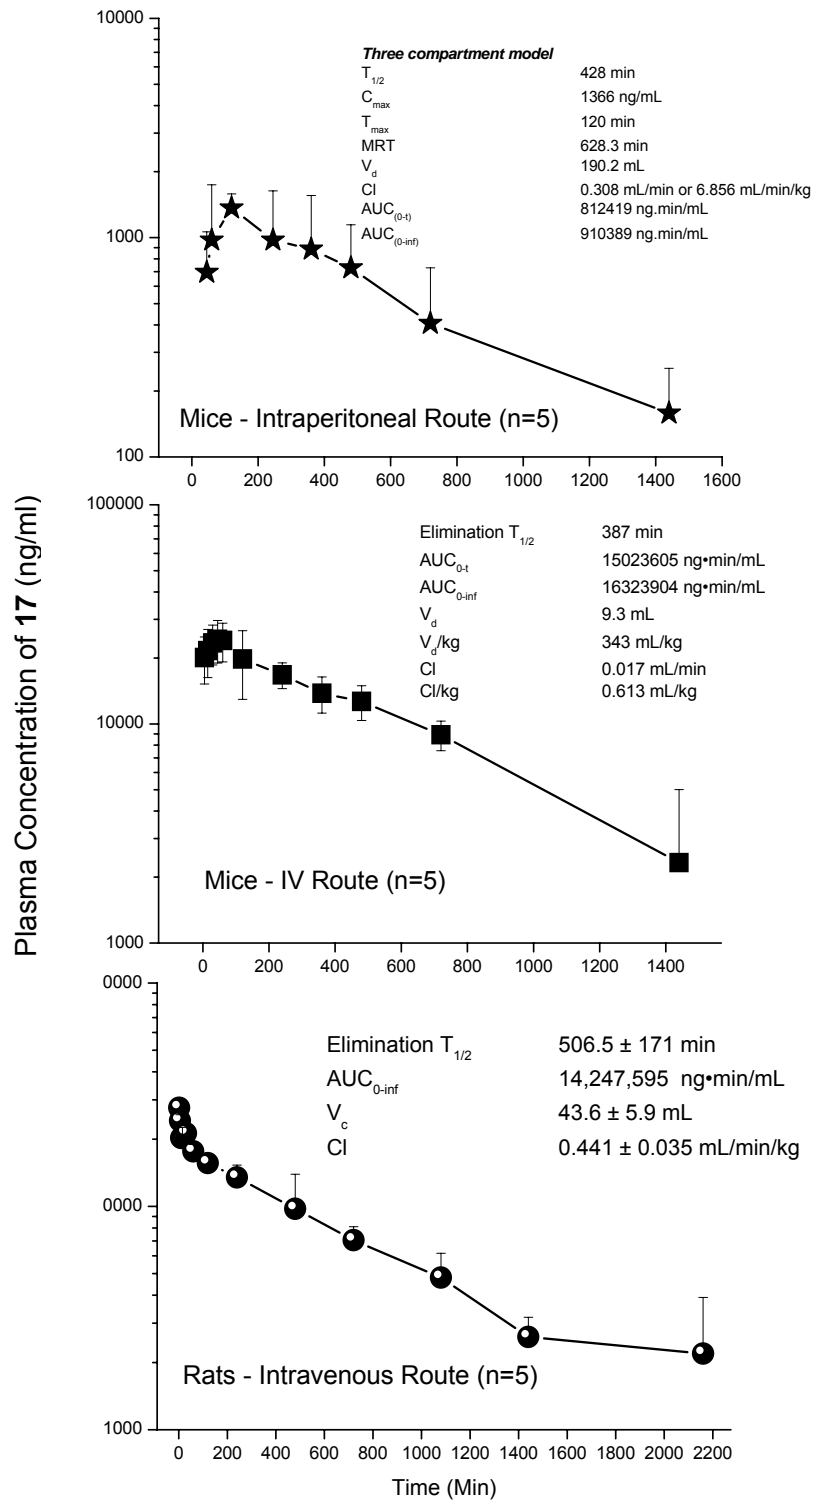 Plasma Concentration of 17 (ng/ml)
10000
1000
100
Three compartment model
T1/2 428 min
Cmax 1366 ng/mL
Tmax 120 min
MRT 628.3 min
Vd 190.2 mL
Cl 0.308 mL/min or 6.856 mL/min/kg
AUC(0-t) 812419 ng.min/mL
AUC(0-inf) 910389 ng.min/mL
Mice - Intraperitoneal Route (n=5)
0 200 400 600 800 1000 1200 1400 1600
100000
10000
1000
Elimination T1/2 387 min
AUC0-t 15023605 ng•min/mL
AUC0-inf 16323904 ng•min/mL
Vd 9.3 mL
Vd/kg 343 mL/kg
Cl 0.017 mL/min
Cl/kg 0.613 mL/kg
Mice - IV Route (n=5)
0 200 400 600 800 1000 1200 1400
0000
0000
1000
Elimination T1/2 506.5 ± 171 min
AUC0-inf 14,247,595 ng•min/mL
Vc 43.6 ± 5.9 mL
Cl 0.441 ± 0.035 mL/min/kg
Rats - Intravenous Route (n=5)
0 200 400 600 800 1000 1200 1400 1600 1800 2000 2200
Time (Min)